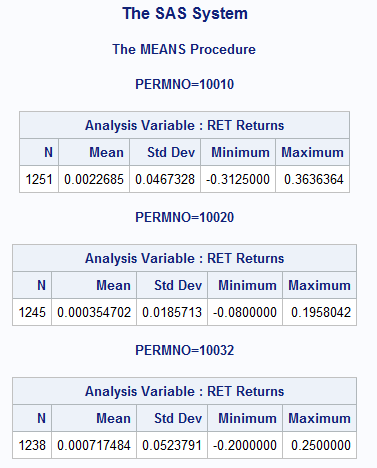 The SAS System
The MEANS Procedure
PERMNO=10010
Analysis Variable : RET Returns
N Mean Std Dev Minimum Maximum
1251 0.0022685 0.0467328 -0.3125000 0.3636364
PERMNO=10020
Analysis Variable : RET Returns
N Mean Std Dev Minimum Maximum
1245 0.000354702 0.0185713 -0.0800000 0.1958042
PERMNO=10032
Analysis Variable : RET Returns
N Mean Std Dev Minimum Maximum
1238 0.000717484 0.0523791 -0.2000000 0.2500000